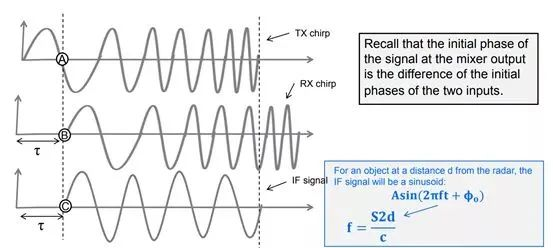 TX chirp
A
RX chirp
B
τ
IF signal
C
τ
Recall that the initial phase of
the signal at the mixer output
is the difference of the initial
phases of the two inputs.
For an object at a distance d from the radar, the
IF signal will be a sinusoid:
Asin(2πft + ϕₒ)
f = S2d/c